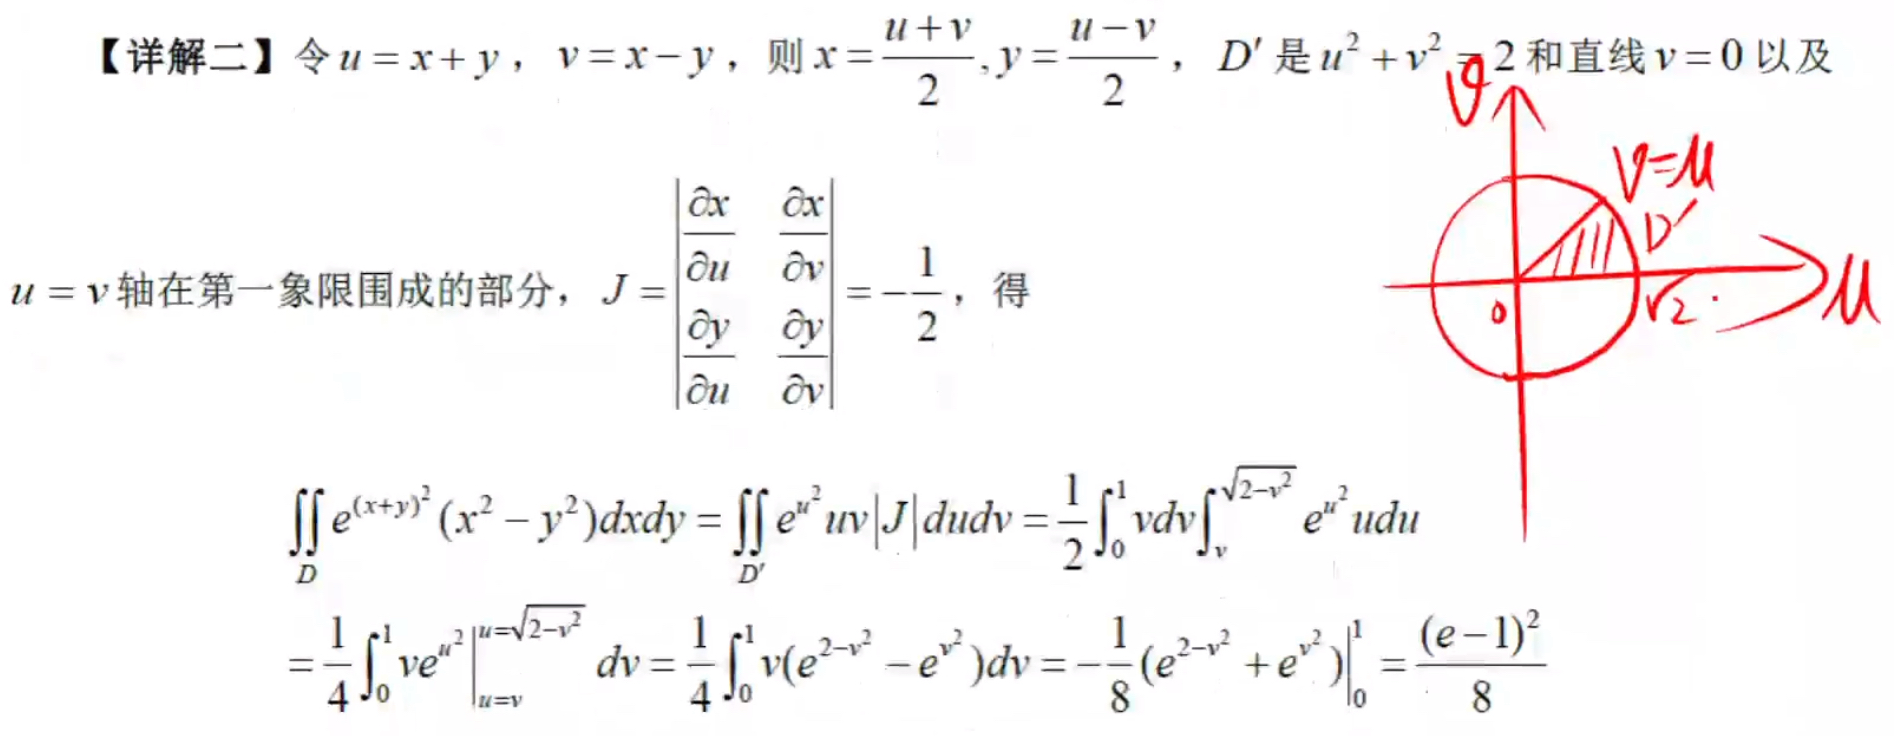 【详解二】令 u = x + y，v = x − y，则 x = (u+v)/2, y = (u−v)/2，D′ 是 u² + v² = 2 和直线 v = 0 以及
u = v 轴在第一象限围成的部分，J = |∂x/∂u ∂x/∂v; ∂y/∂u ∂y/∂v| = −1/2，得
∬_D e^{(x+y)²}(x² − y²)dxdy = ∬_{D′} e^{u²}uv|J|dudv = 1/2 ∫_0^1 vdv ∫_v^{√(2−v²)} e^{u²}udu
= 1/4 ∫_0^1 ve^{u²}|_{u=v}^{u=√(2−v²)} dv = 1/4 ∫_0^1 v(e^{2−v²} − e^{v²})dv = −1/8(e^{2−v²} + e^{v²})|_0^1 = (e−1)²/8
v
v=u
D′
0
√2
u